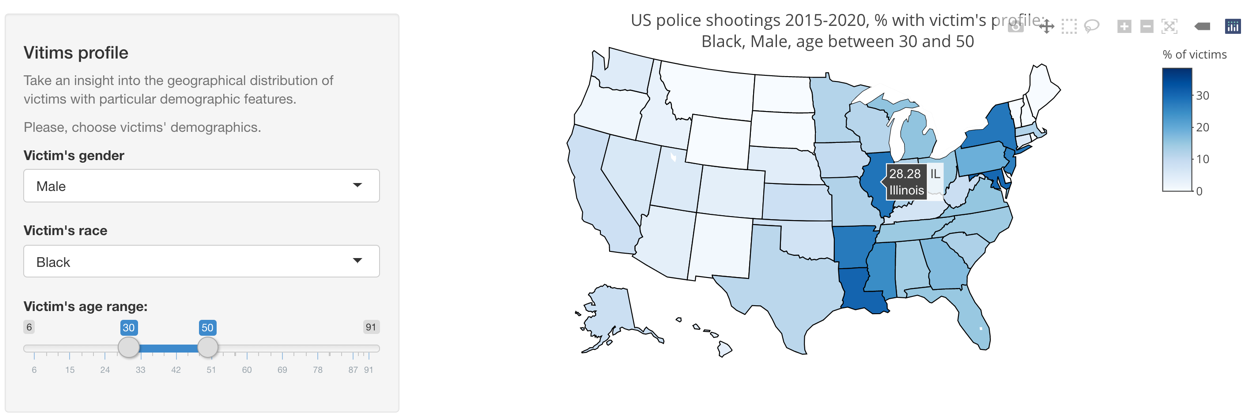 Vitims profile
Take an insight into the geographical distribution of
victims with particular demographic features.
Please, choose victims' demographics.
Victim's gender
Male
Victim's race
Black
Victim's age range:
6 30 50 91
6 15 24 33 42 51 60 69 78 87 91
US police shootings 2015-2020, % with victim's profile:
Black, Male, age between 30 and 50
28.28 IL
Illinois
% of victims
30
20
10
0